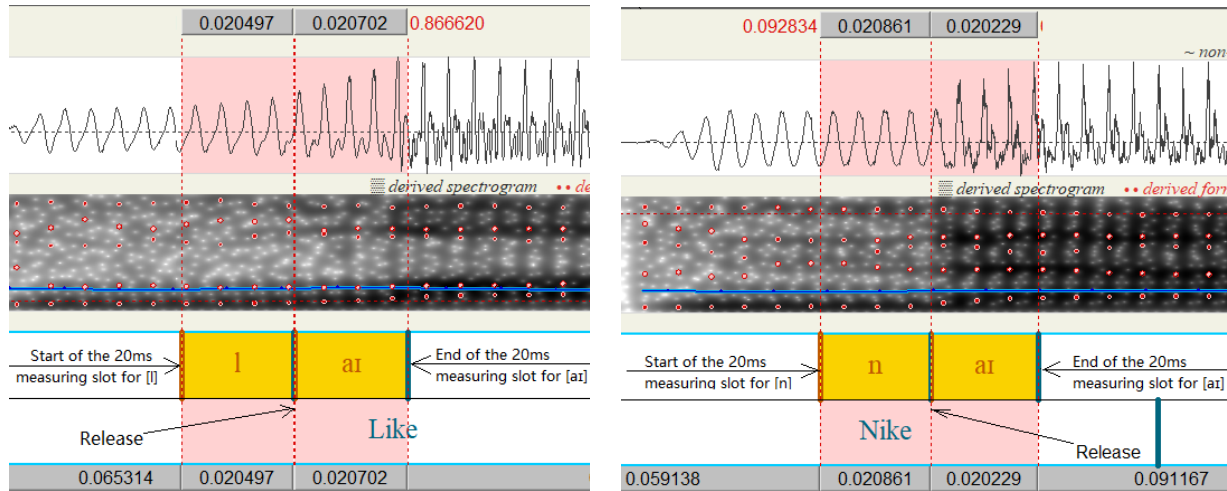 0.020497 0.020702 0.866620
derived spectrogram •• de
l aɪ
Start of the 20ms
measuring slot for [l]
End of the 20ms
measuring slot for [aɪ]
Release
Like
0.065314 0.020497 0.020702
0.092834 0.020861 0.020229
~ non
derived spectrogram •• derived forn
n aɪ
Start of the 20ms
measuring slot for [n]
End of the 20ms
measuring slot for [aɪ]
Nike
Release
0.059138 0.020861 0.020229 0.091167